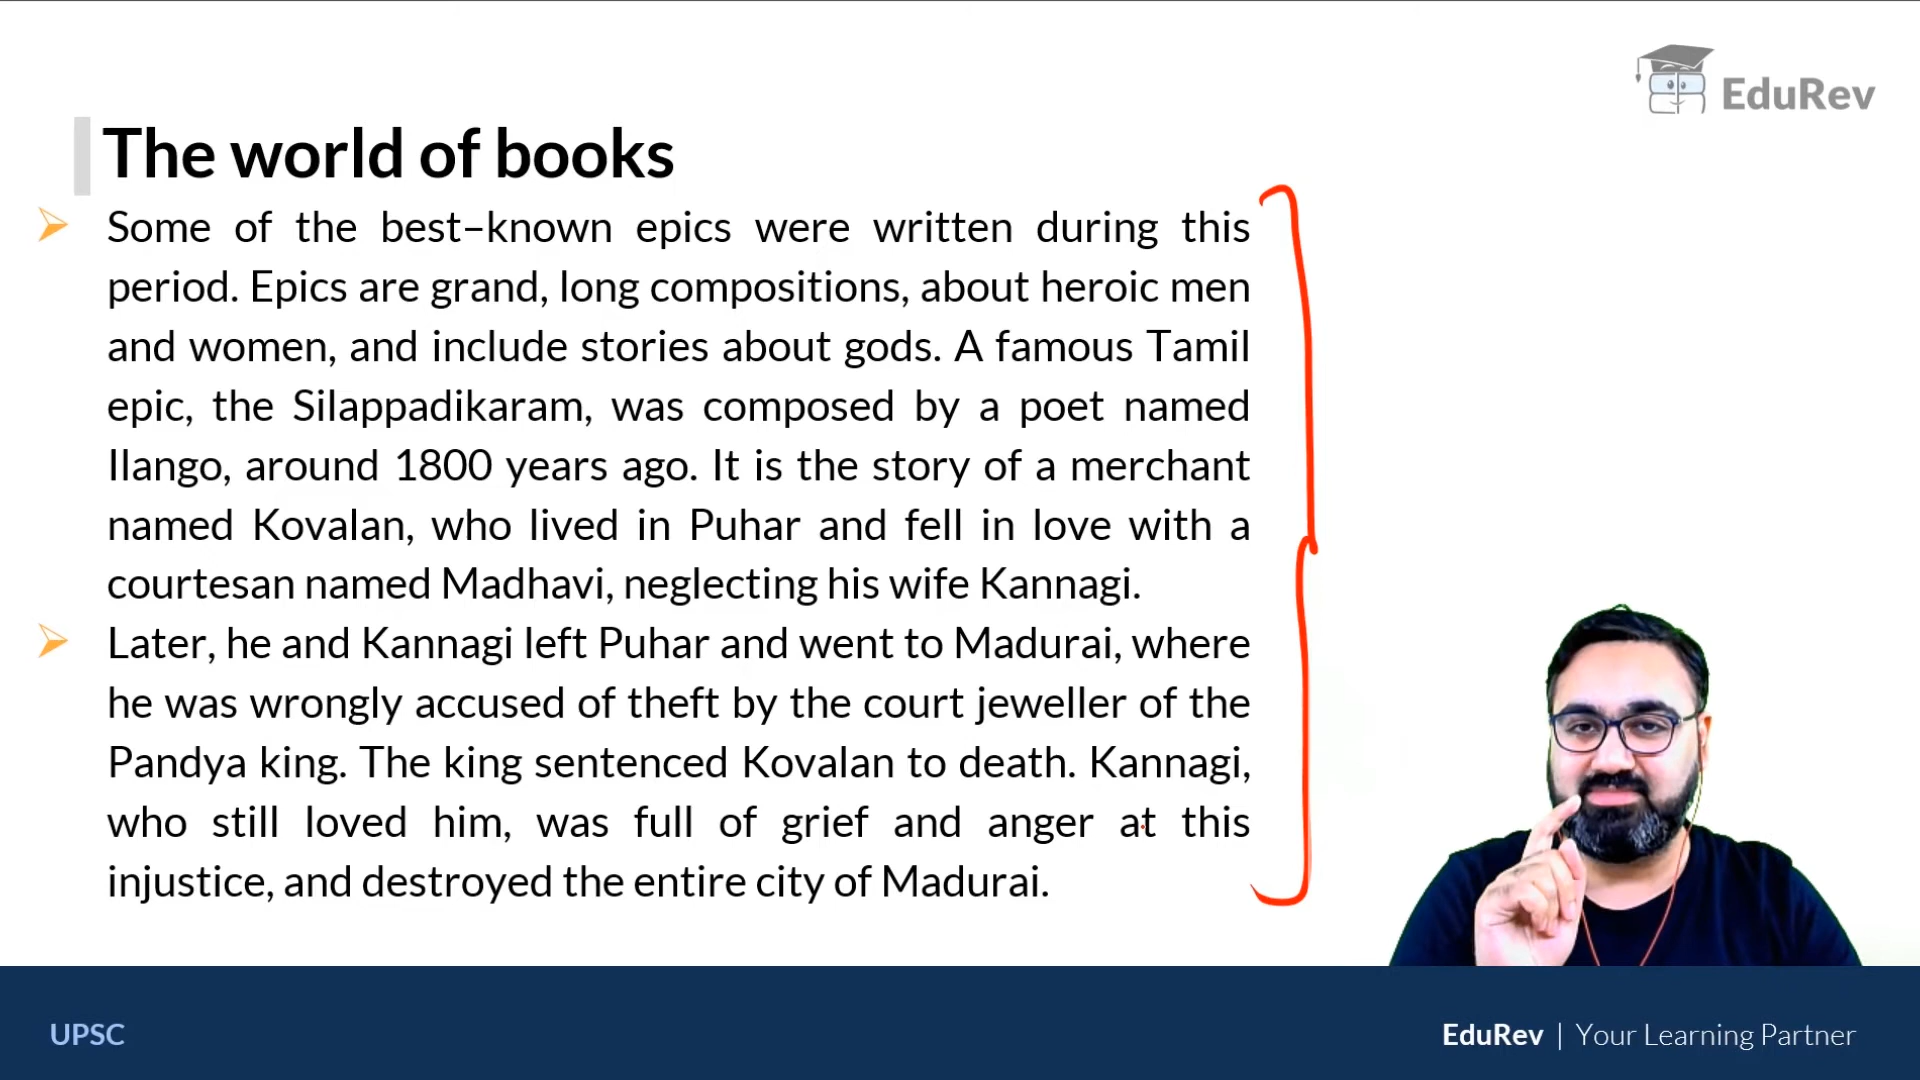 EduRev
The world of books
Some of the best–known epics were written during this
period. Epics are grand, long compositions, about heroic men
and women, and include stories about gods. A famous Tamil
epic, the Silappadikaram, was composed by a poet named
Ilango, around 1800 years ago. It is the story of a merchant
named Kovalan, who lived in Puhar and fell in love with a
courtesan named Madhavi, neglecting his wife Kannagi.
Later, he and Kannagi left Puhar and went to Madurai, where
he was wrongly accused of theft by the court jeweller of the
Pandya king. The king sentenced Kovalan to death. Kannagi,
who still loved him, was full of grief and anger at this
injustice, and destroyed the entire city of Madurai.
UPSC
EduRev | Your Learning Partner